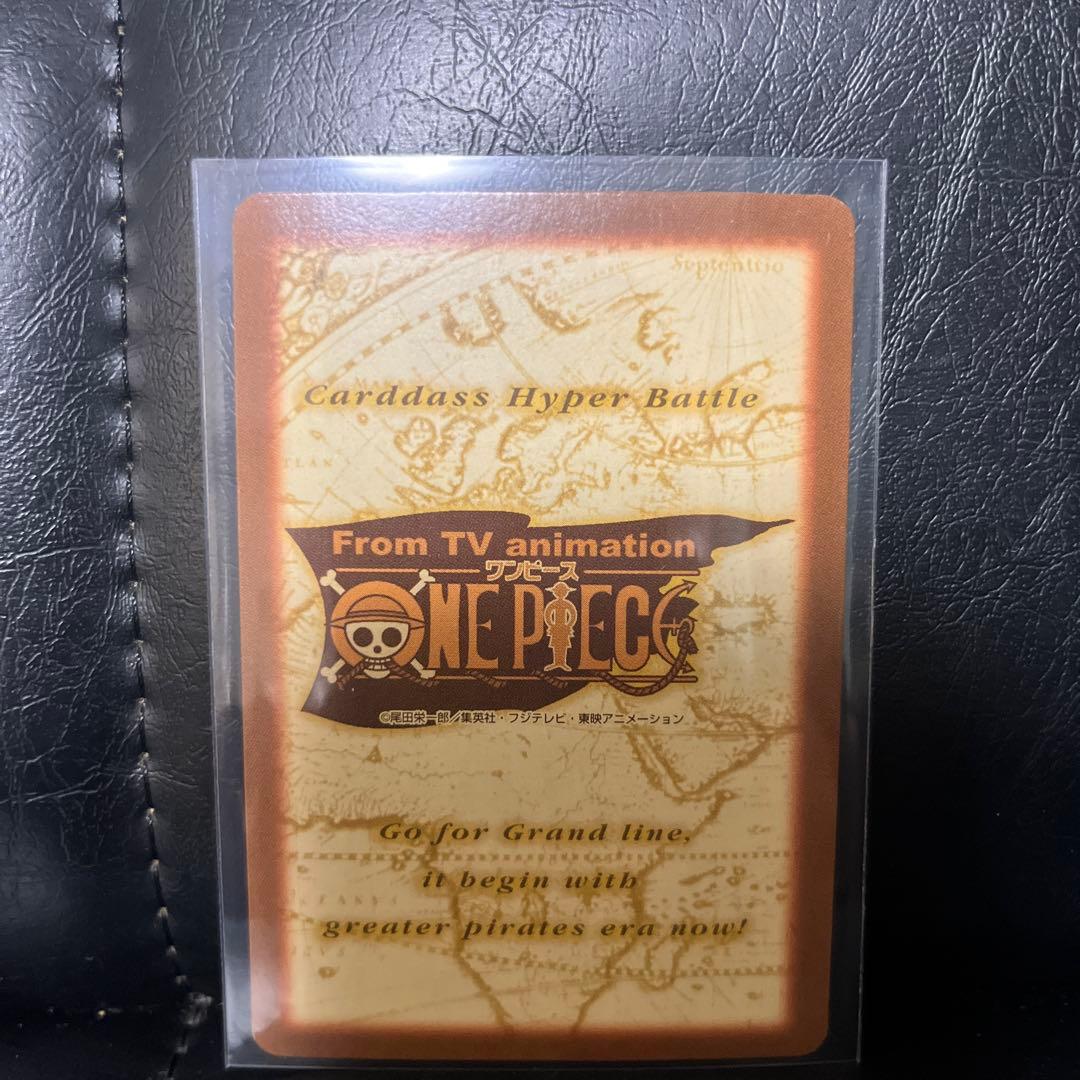 Septentrio
Carddass Hyper Battle
From TV animation
ワンピース
ONE PIECE
©尾田栄一郎/集英社・フジテレビ・東映アニメーション
Go for Grand line,
it begin with
greater pirates era now!